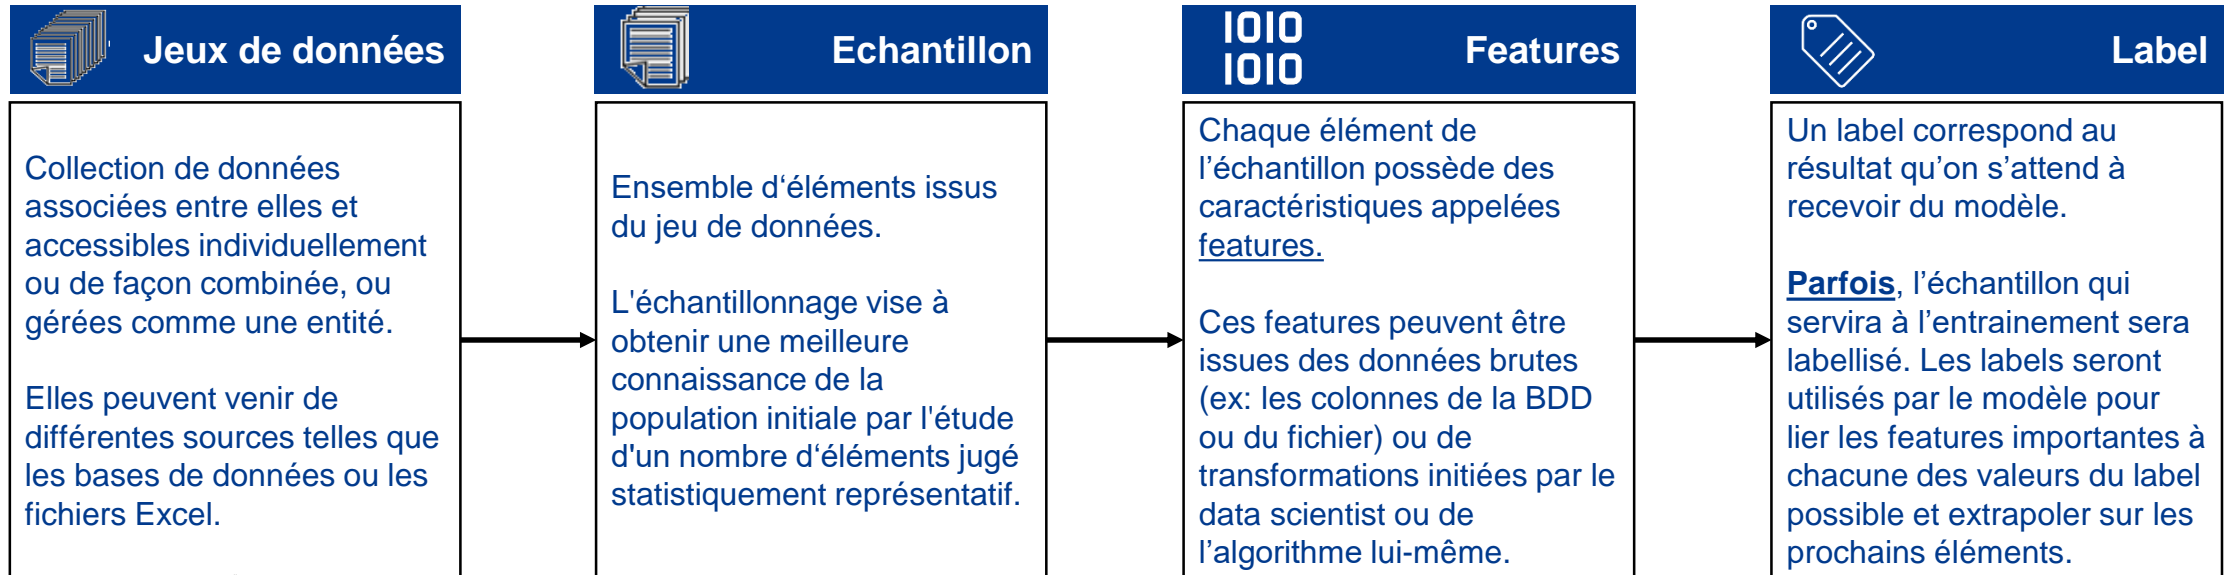 Jeux de données
Collection de données
associées entre elles et
accessibles individuellement
ou de façon combinée, ou
gérées comme une entité.
Elles peuvent venir de
différentes sources telles que
les bases de données ou les
fichiers Excel.
Echantillon
Ensemble d‘éléments issus
du jeu de données.
L'échantillonnage vise à
obtenir une meilleure
connaissance de la
population initiale par l'étude
d'un nombre d‘éléments jugé
statistiquement représentatif.
IOIO
IOIO
Features
Chaque élément de
l’échantillon possède des
caractéristiques appelées
features.
Ces features peuvent être
issues des données brutes
(ex: les colonnes de la BDD
ou du fichier) ou de
transformations initiées par le
data scientist ou de
l’algorithme lui-même.
Label
Un label correspond au
résultat qu’on s’attend à
recevoir du modèle.
Parfois, l’échantillon qui
servira à l’entrainement sera
labellisé. Les labels seront
utilisés par le modèle pour
lier les features importantes à
chacune des valeurs du label
possible et extrapoler sur les
prochains éléments.